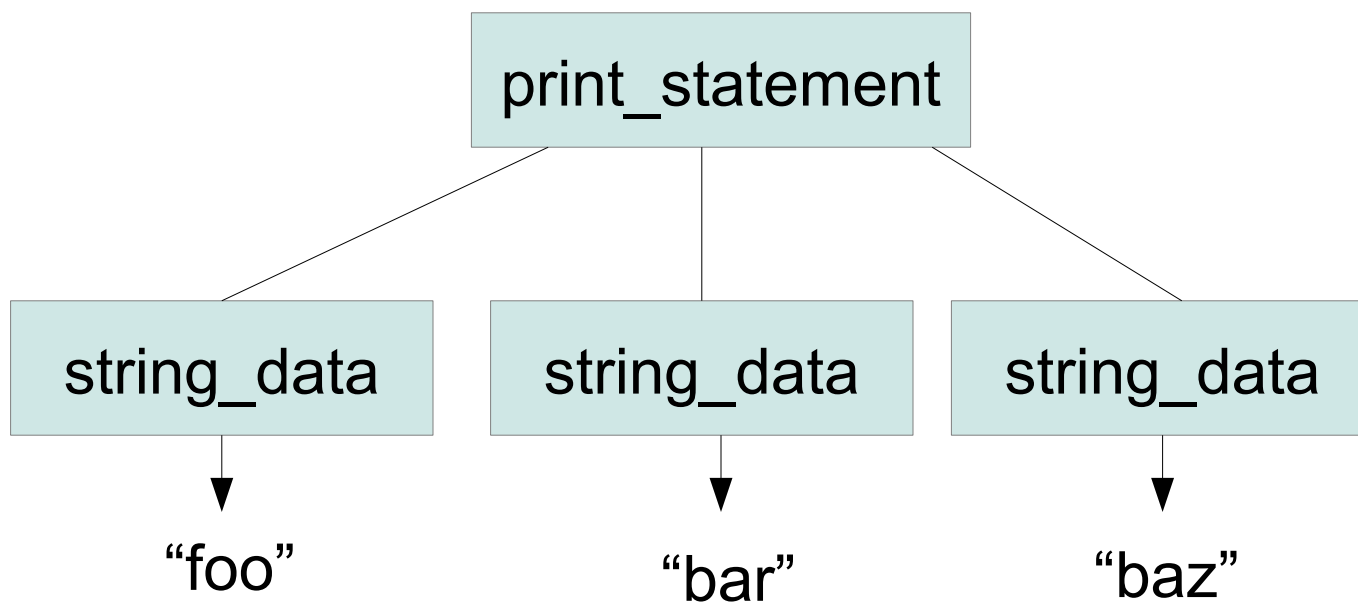 print_statement
string_data string_data string_data
“foo” “bar” “baz”